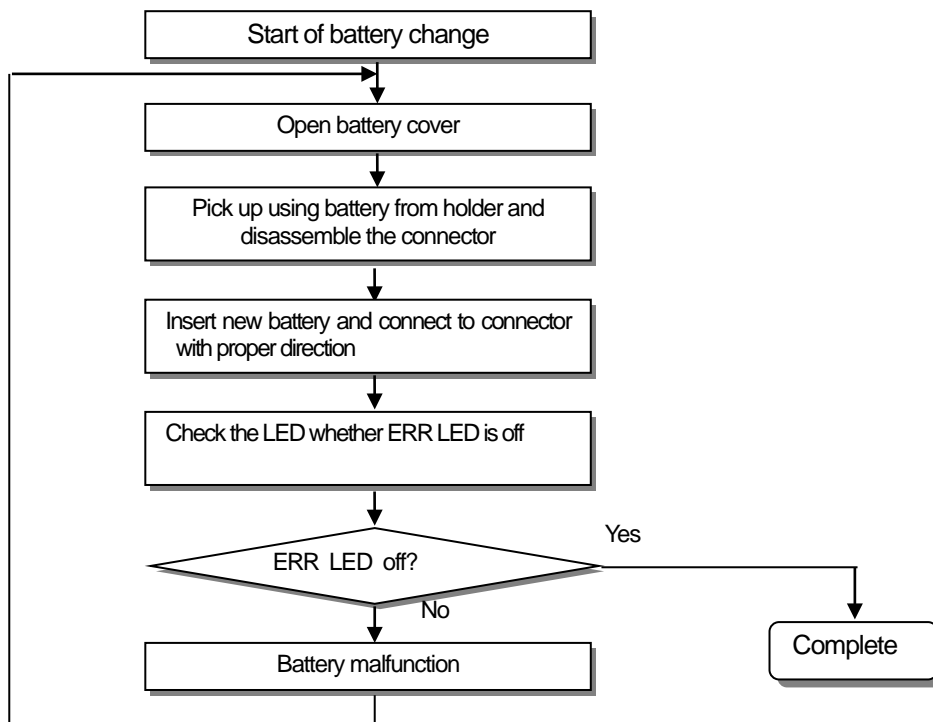 Start of battery change
Open battery cover
Pick up using battery from holder and
disassemble the connector
Insert new battery and connect to connector
with proper direction
Check the LED whether ERR LED is off
Yes
ERR LED off?
No
Complete
Battery malfunction